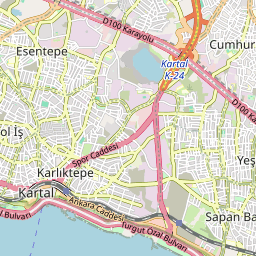 D100 Karayolu
Esentepe
Cumhur
Kartal
K-24
D100 Ka
ol İş
Spor Caddesi
Yeş
Karlıktepe
Kartal
Ankara Caddesi
Sapan Ba
Bulvarı
Turgut Özal Bulvarı